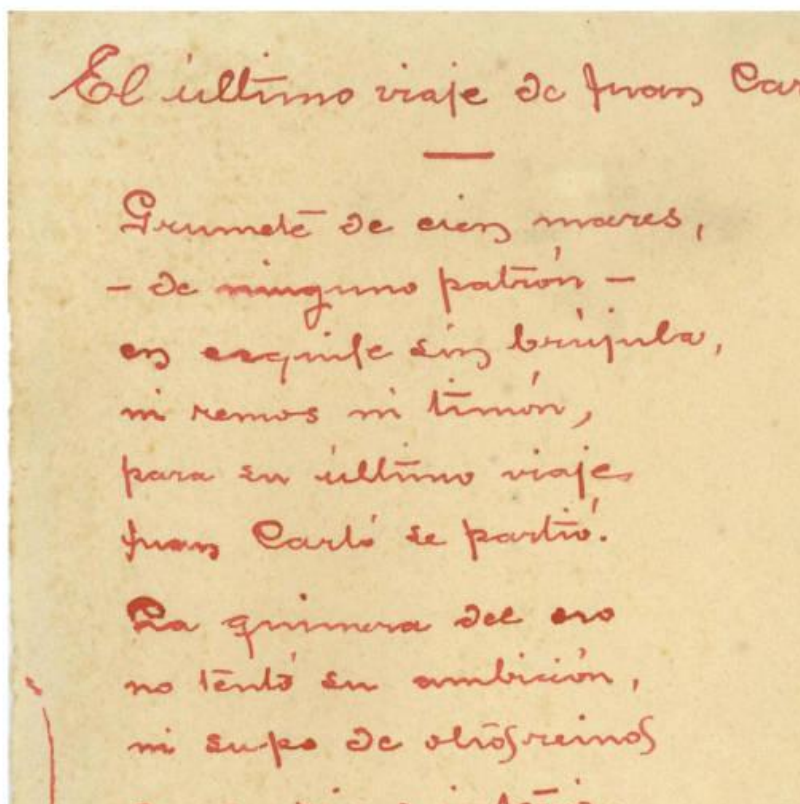 El último viaje de Juan Car
Grumete de cien mares,
- de ninguno patrón -
en esquife sin brújula,
ni remos ni timón,
para su último viaje
Juan Carló se partió.
La quimera del oro
no tentó su ambición,
ni supo de otros reinos